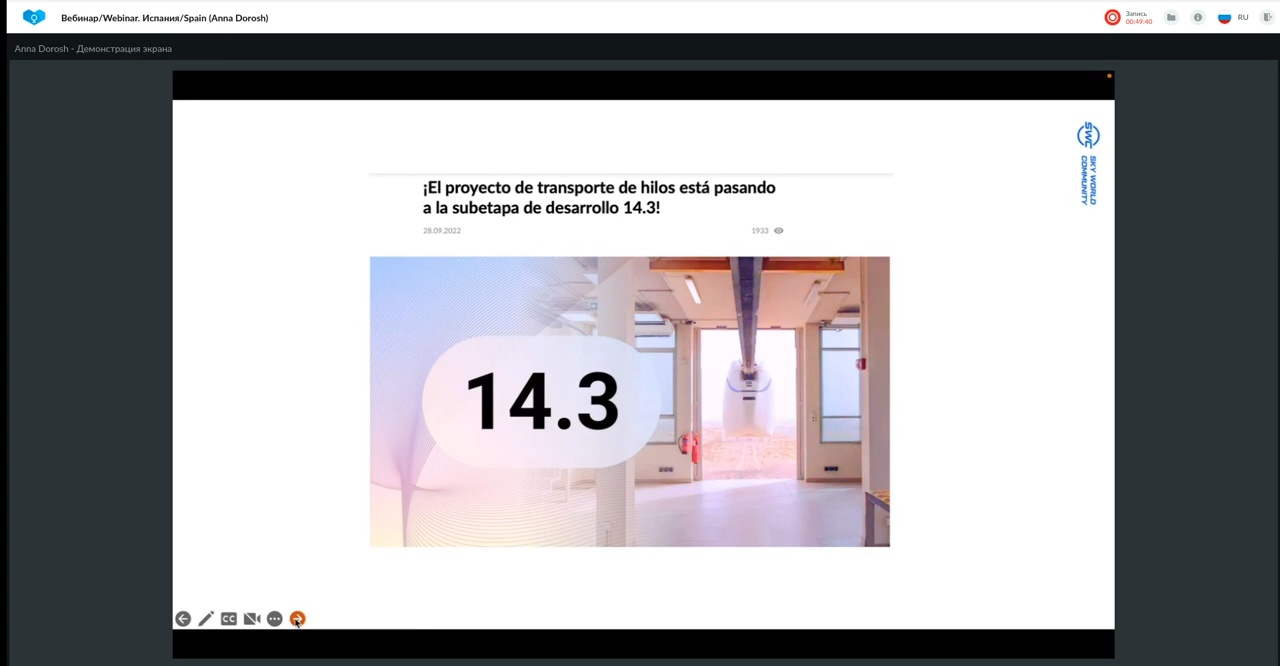 Вебинар/Webinar. Испания/Spain (Anna Dorosh)
Запись
00:49:40
RU
Anna Dorosh - Демонстрация экрана
SWC
SKY WORLD
COMMUNITY
¡El proyecto de transporte de hilos está pasando
a la subetapa de desarrollo 14.3!
28.09.2022
1933
14.3
CC